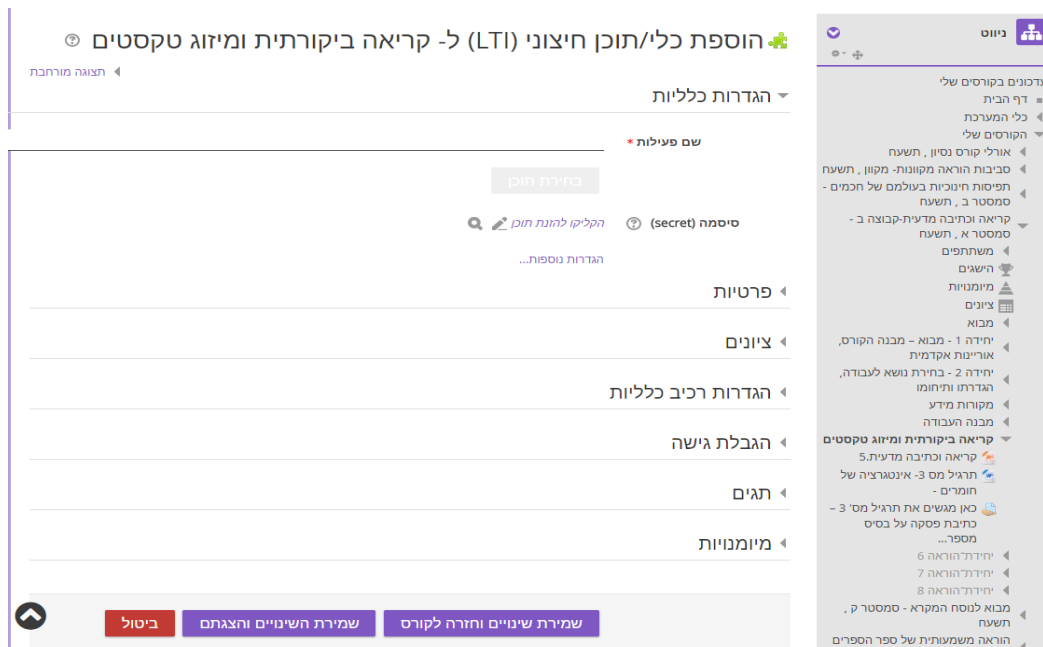 ניווט
עדכונים בקורסים שלי
דף הבית
כלי המערכת
הקורסים שלי
אורלי קורס נסיון , תשעח
סביבות הוראה מקוונות- מקוון , תשעח
תפיסות חינוכיות בעולמם של חכמים -
סמסטר ב , תשעח
קריאה וכתיבה מדעית-קבוצה ב -
סמסטר א , תשעח
משתתפים
הישגים
מיומנויות
ציונים
מבוא
יחידה 1 - מבוא – מבנה הקורס,
אוריינות אקדמית
יחידה 2 - בחירת נושא לעבודה,
הגדרתו ותיחומו
מקורות מידע
מבנה העבודה
קריאה ביקורתית ומיזוג טקסטים
קריאה וכתיבה מדעית.5
תרגיל מס 3- אינטגרציה של
חומרים -
כאן מגשים את תרגיל מס' 3 –
כתיבת פסקה על בסיס
מספר...
יחידת־הוראה 6
יחידת־הוראה 7
יחידת־הוראה 8
מבוא לנוסח המקרא - סמסטר ק ,
תשעח
הוראה משמעותית של ספר הספרים
הוספת כלי/תוכן חיצוני (LTI) ל- קריאה ביקורתית ומיזוג טקסטים
תצוגה מורחבת
הגדרות כלליות
שם פעילות *
בחירת תוכן
סיסמה (secret) הקליקו להזנת תוכן
הגדרות נוספות...
פרטיות
ציונים
הגדרות רכיב כלליות
הגבלת גישה
תגים
מיומנויות
שמירת שינויים וחזרה לקורס שמירת השינויים והצגתם ביטול